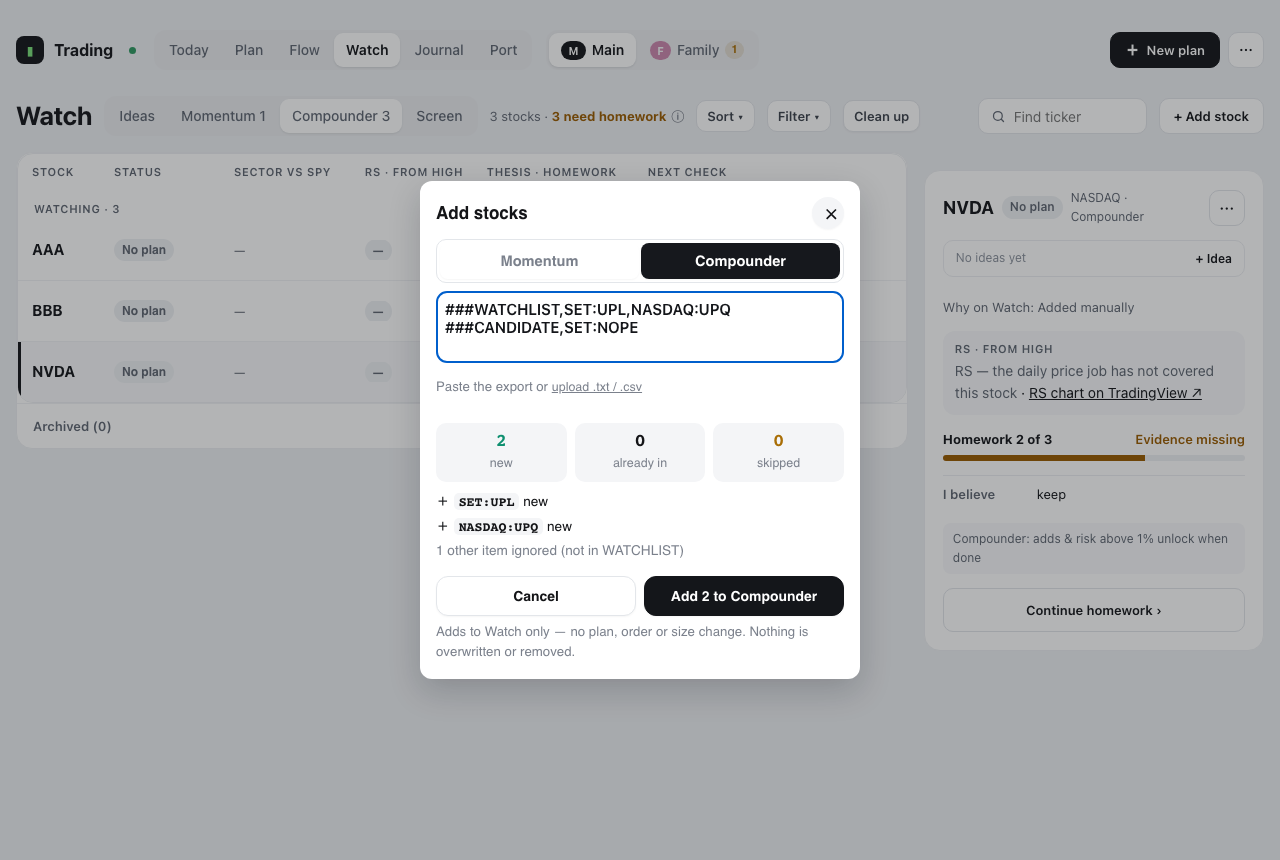 Trading
Today Plan Flow Watch Journal Port
M Main F Family 1
+ New plan ···
Watch
Ideas Momentum 1 Compounder 3 Screen
3 stocks · 3 need homework ⓘ
Sort ▾ Filter ▾ Clean up
Find ticker
+ Add stock
STOCK STATUS SECTOR VS SPY RS · FROM HIGH THESIS · HOMEWORK NEXT CHECK
WATCHING · 3
AAA No plan — —
BBB No plan — —
NVDA No plan — —
Archived (0)
Add stocks
Momentum Compounder
###WATCHLIST,SET:UPL,NASDAQ:UPQ
###CANDIDATE,SET:NOPE
Paste the export or upload .txt / .csv
2 0 0
new already in skipped
+ SET:UPL new
+ NASDAQ:UPQ new
1 other item ignored (not in WATCHLIST)
Cancel Add 2 to Compounder
Adds to Watch only — no plan, order or size change. Nothing is
overwritten or removed.
NVDA No plan NASDAQ ·
Compounder
···
No ideas yet + Idea
Why on Watch: Added manually
RS · FROM HIGH
RS — the daily price job has not covered
this stock · RS chart on TradingView ↗
Homework 2 of 3 Evidence missing
I believe keep
Compounder: adds & risk above 1% unlock when
done
Continue homework ›